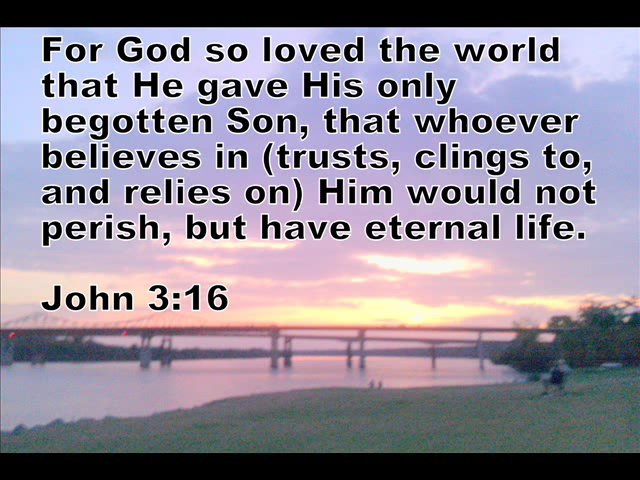 For God so loved the world
that He gave His only
begotten Son, that whoever
believes in (trusts, clings to,
and relies on) Him would not
perish, but have eternal life.
John 3:16